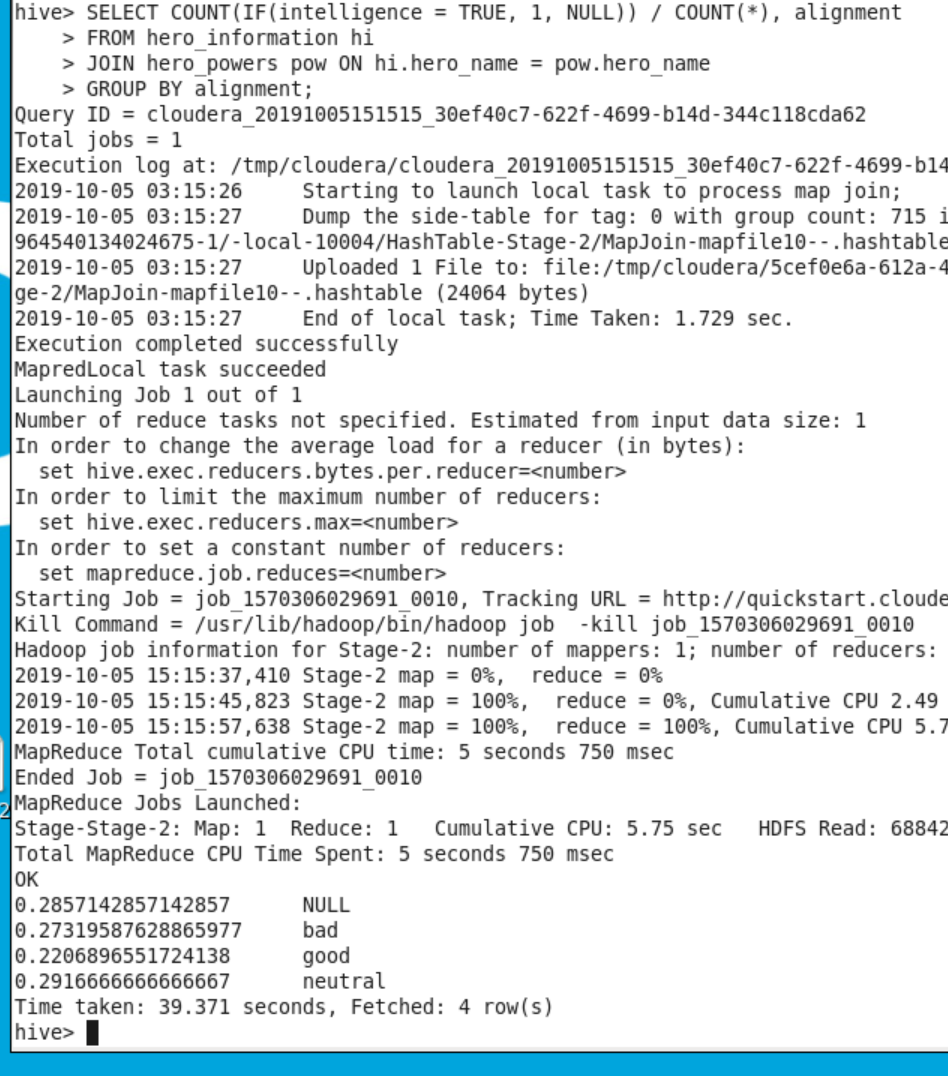 hive> SELECT COUNT(IF(intelligence = TRUE, 1, NULL)) / COUNT(*), alignment
    > FROM hero_information hi
    > JOIN hero_powers pow ON hi.hero_name = pow.hero_name
    > GROUP BY alignment;
Query ID = cloudera_20191005151515_30ef40c7-622f-4699-b14d-344c118cda62
Total jobs = 1
Execution log at: /tmp/cloudera/cloudera_20191005151515_30ef40c7-622f-4699-b14
2019-10-05 03:15:26     Starting to launch local task to process map join;
2019-10-05 03:15:27     Dump the side-table for tag: 0 with group count: 715 i
964540134024675-1/-local-10004/HashTable-Stage-2/MapJoin-mapfile10--.hashtable
2019-10-05 03:15:27     Uploaded 1 File to: file:/tmp/cloudera/5cef0e6a-612a-4
ge-2/MapJoin-mapfile10--.hashtable (24064 bytes)
2019-10-05 03:15:27     End of local task; Time Taken: 1.729 sec.
Execution completed successfully
MapredLocal task succeeded
Launching Job 1 out of 1
Number of reduce tasks not specified. Estimated from input data size: 1
In order to change the average load for a reducer (in bytes):
  set hive.exec.reducers.bytes.per.reducer=<number>
In order to limit the maximum number of reducers:
  set hive.exec.reducers.max=<number>
In order to set a constant number of reducers:
  set mapreduce.job.reduces=<number>
Starting Job = job_1570306029691_0010, Tracking URL = http://quickstart.cloude
Kill Command = /usr/lib/hadoop/bin/hadoop job  -kill job_1570306029691_0010
Hadoop job information for Stage-2: number of mappers: 1; number of reducers:
2019-10-05 15:15:37,410 Stage-2 map = 0%,  reduce = 0%
2019-10-05 15:15:45,823 Stage-2 map = 100%,  reduce = 0%, Cumulative CPU 2.49
2019-10-05 15:15:57,638 Stage-2 map = 100%,  reduce = 100%, Cumulative CPU 5.7
MapReduce Total cumulative CPU time: 5 seconds 750 msec
Ended Job = job_1570306029691_0010
MapReduce Jobs Launched:
2
Stage-Stage-2: Map: 1  Reduce: 1   Cumulative CPU: 5.75 sec   HDFS Read: 68842
Total MapReduce CPU Time Spent: 5 seconds 750 msec
OK
0.2857142857142857      NULL
0.27319587628865977     bad
0.2206896551724138      good
0.2916666666666667      neutral
Time taken: 39.371 seconds, Fetched: 4 row(s)
hive>